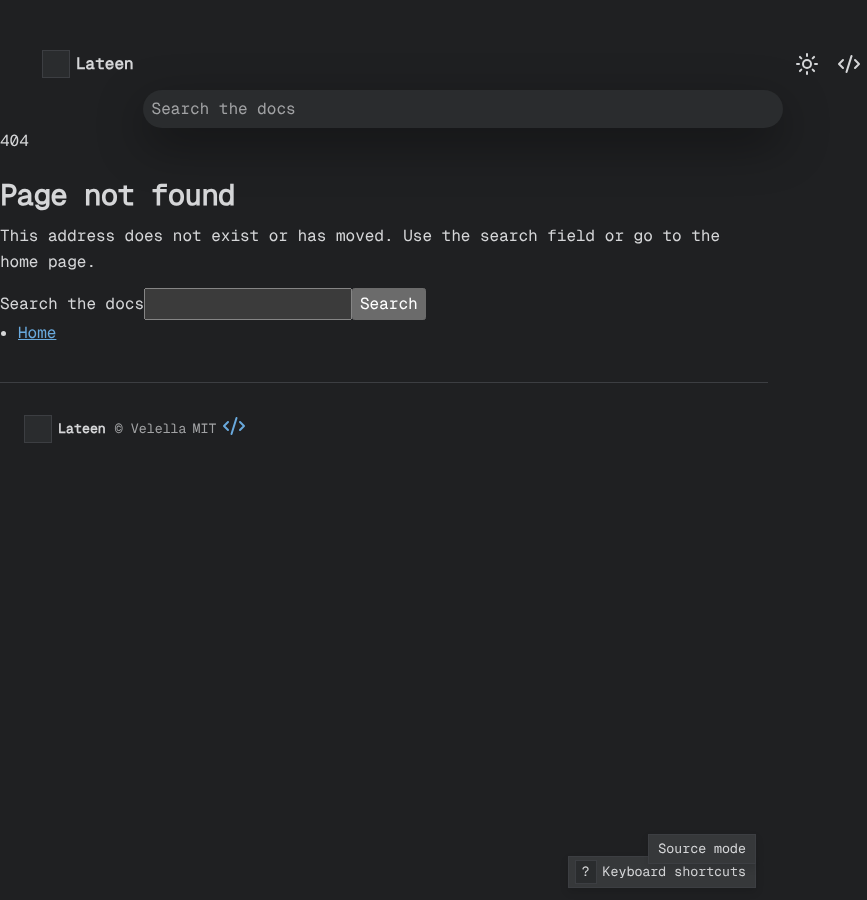 Lateen
Search the docs
404
Page not found
This address does not exist or has moved. Use the search field or go to the
home page.
Search the docs Search
Home
Lateen © Velella MIT
Source mode
? Keyboard shortcuts